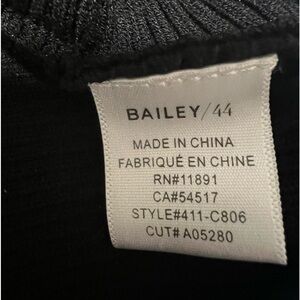 BAILEY/44
MADE IN CHINA
FABRIQUÉ EN CHINE
RN#11891
CA#54517
STYLE#411-C806
CUT# A05280